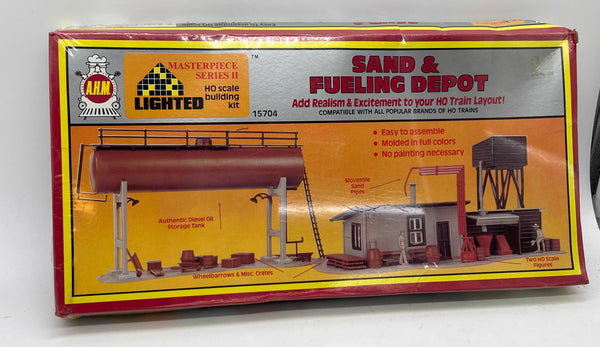 A.H.M.
MASTERPIECE
SERIES II
LIGHTED
HO scale
building
kit
™
15704
SAND &
FUELING DEPOT
Add Realism & Excitement to your HO Train Layout!
COMPATIBLE WITH ALL POPULAR BRANDS OF HO TRAINS
• Easy to assemble
• Molded in full colors
• No painting necessary
Moveable
Sand
Pipes
Authentic Diesel Oil
Storage Tank
Wheelbarrows & Misc. Crates
Two HO Scale
Figures